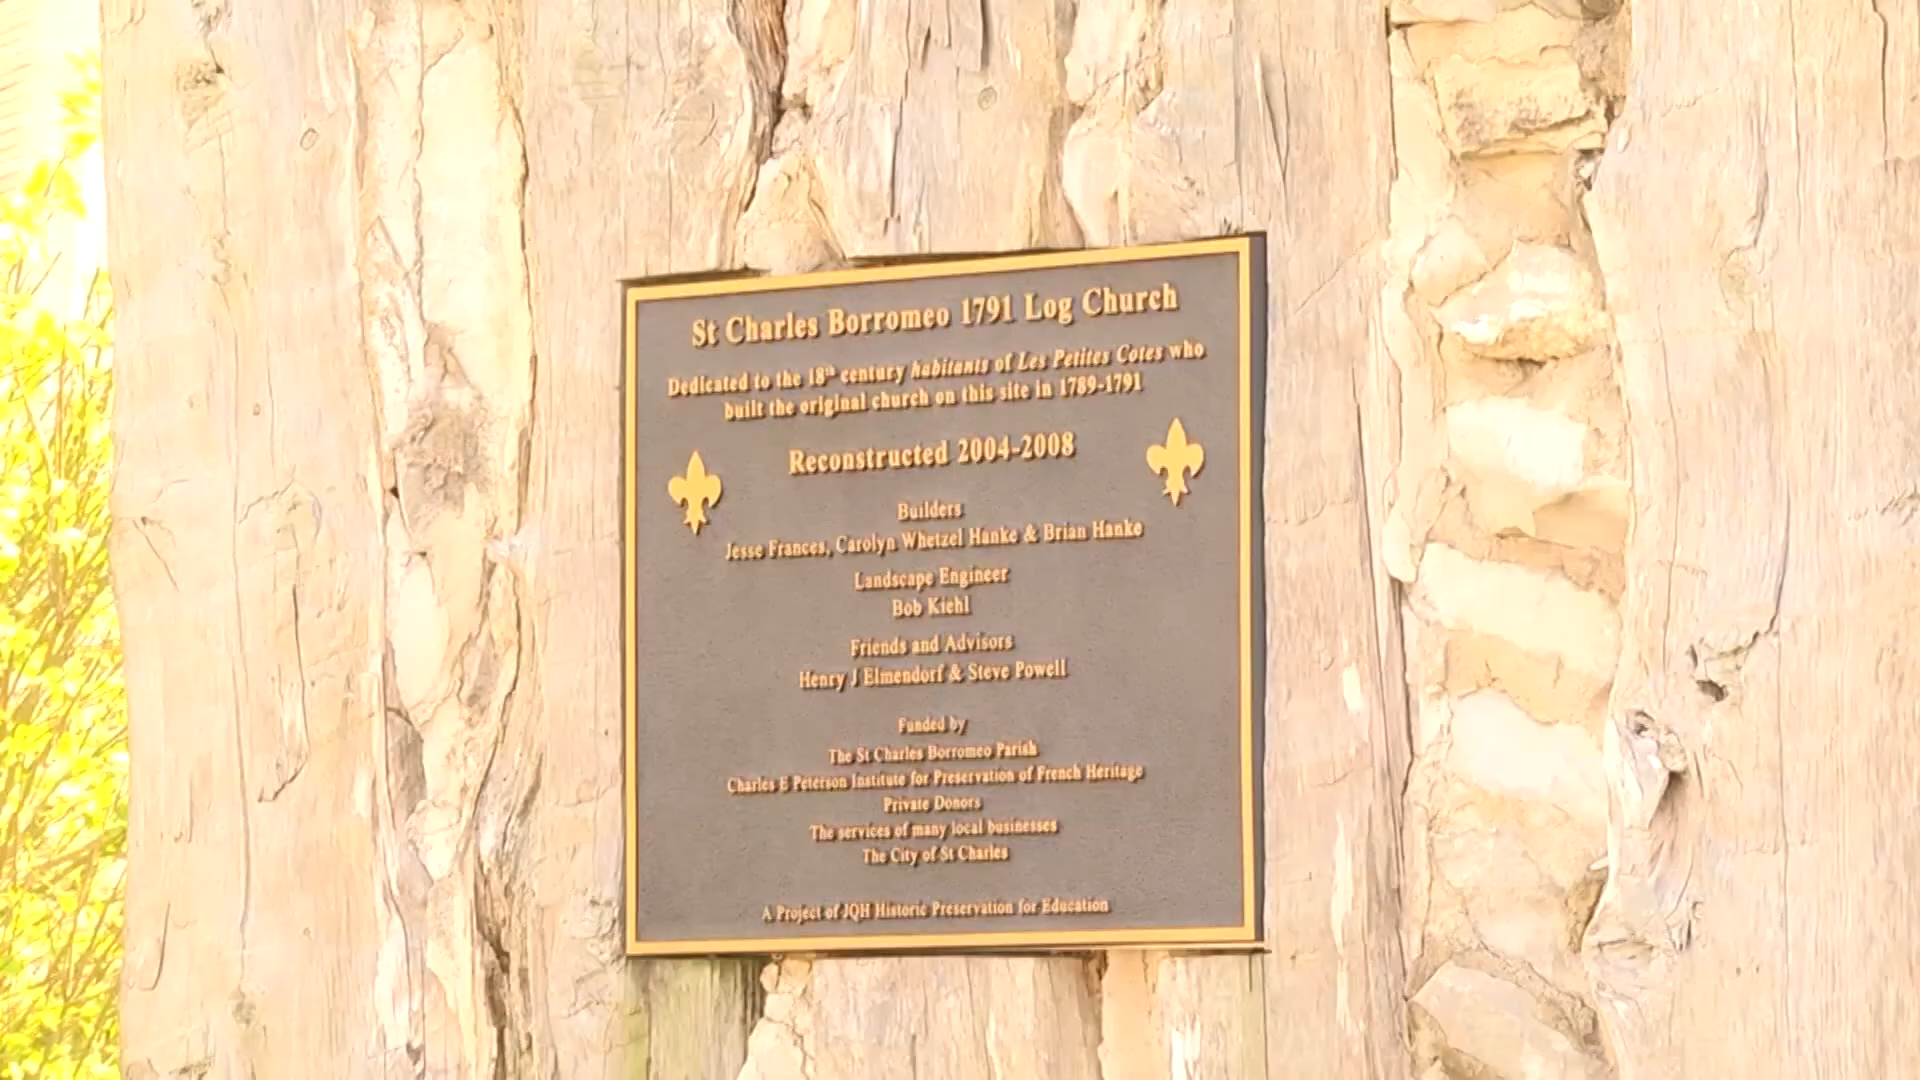 St Charles Borromeo 1791 Log Church
Dedicated to the 18th century habitants of Les Petites Cotes who
built the original church on this site in 1789-1791
Reconstructed 2004-2008
Builders
Jesse Frances, Carolyn Whetzel Hanke & Brian Hanke
Landscape Engineer
Bob Kiehl
Friends and Advisors
Henry J Elmendorf & Steve Powell
Funded by
The St Charles Borromeo Parish
Charles E Peterson Institute for Preservation of French Heritage
Private Donors
The services of many local businesses
The City of St Charles
A Project of JQH Historic Preservation for Education